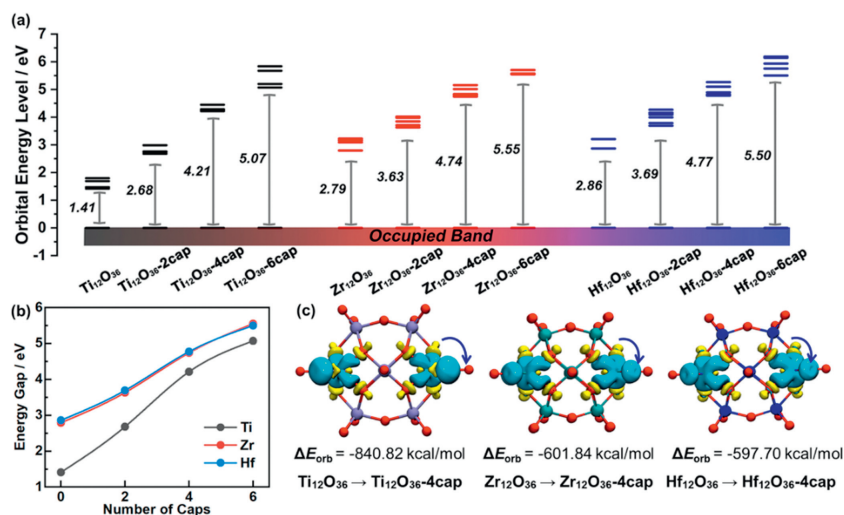 (a)
Orbital Energy Level / eV
7
6
5
4
3
2
1
0
-1
1.41
2.68
4.21
5.07
2.79
3.63
4.74
5.55
2.86
3.69
4.77
5.50
Occupied Band
Ti₁₂O₃₆
Ti₁₂O₃₆-2cap
Ti₁₂O₃₆-4cap
Ti₁₂O₃₆-6cap
Zr₁₂O₃₆
Zr₁₂O₃₆-2cap
Zr₁₂O₃₆-4cap
Zr₁₂O₃₆-6cap
Hf₁₂O₃₆
Hf₁₂O₃₆-2cap
Hf₁₂O₃₆-4cap
Hf₁₂O₃₆-6cap
(b)
Energy Gap / eV
6
5
4
3
2
1
Ti
Zr
Hf
0 2 4 6
Number of Caps
(c)
ΔEorb = -840.82 kcal/mol
Ti₁₂O₃₆ → Ti₁₂O₃₆-4cap
ΔEorb = -601.84 kcal/mol
Zr₁₂O₃₆ → Zr₁₂O₃₆-4cap
ΔEorb = -597.70 kcal/mol
Hf₁₂O₃₆ → Hf₁₂O₃₆-4cap